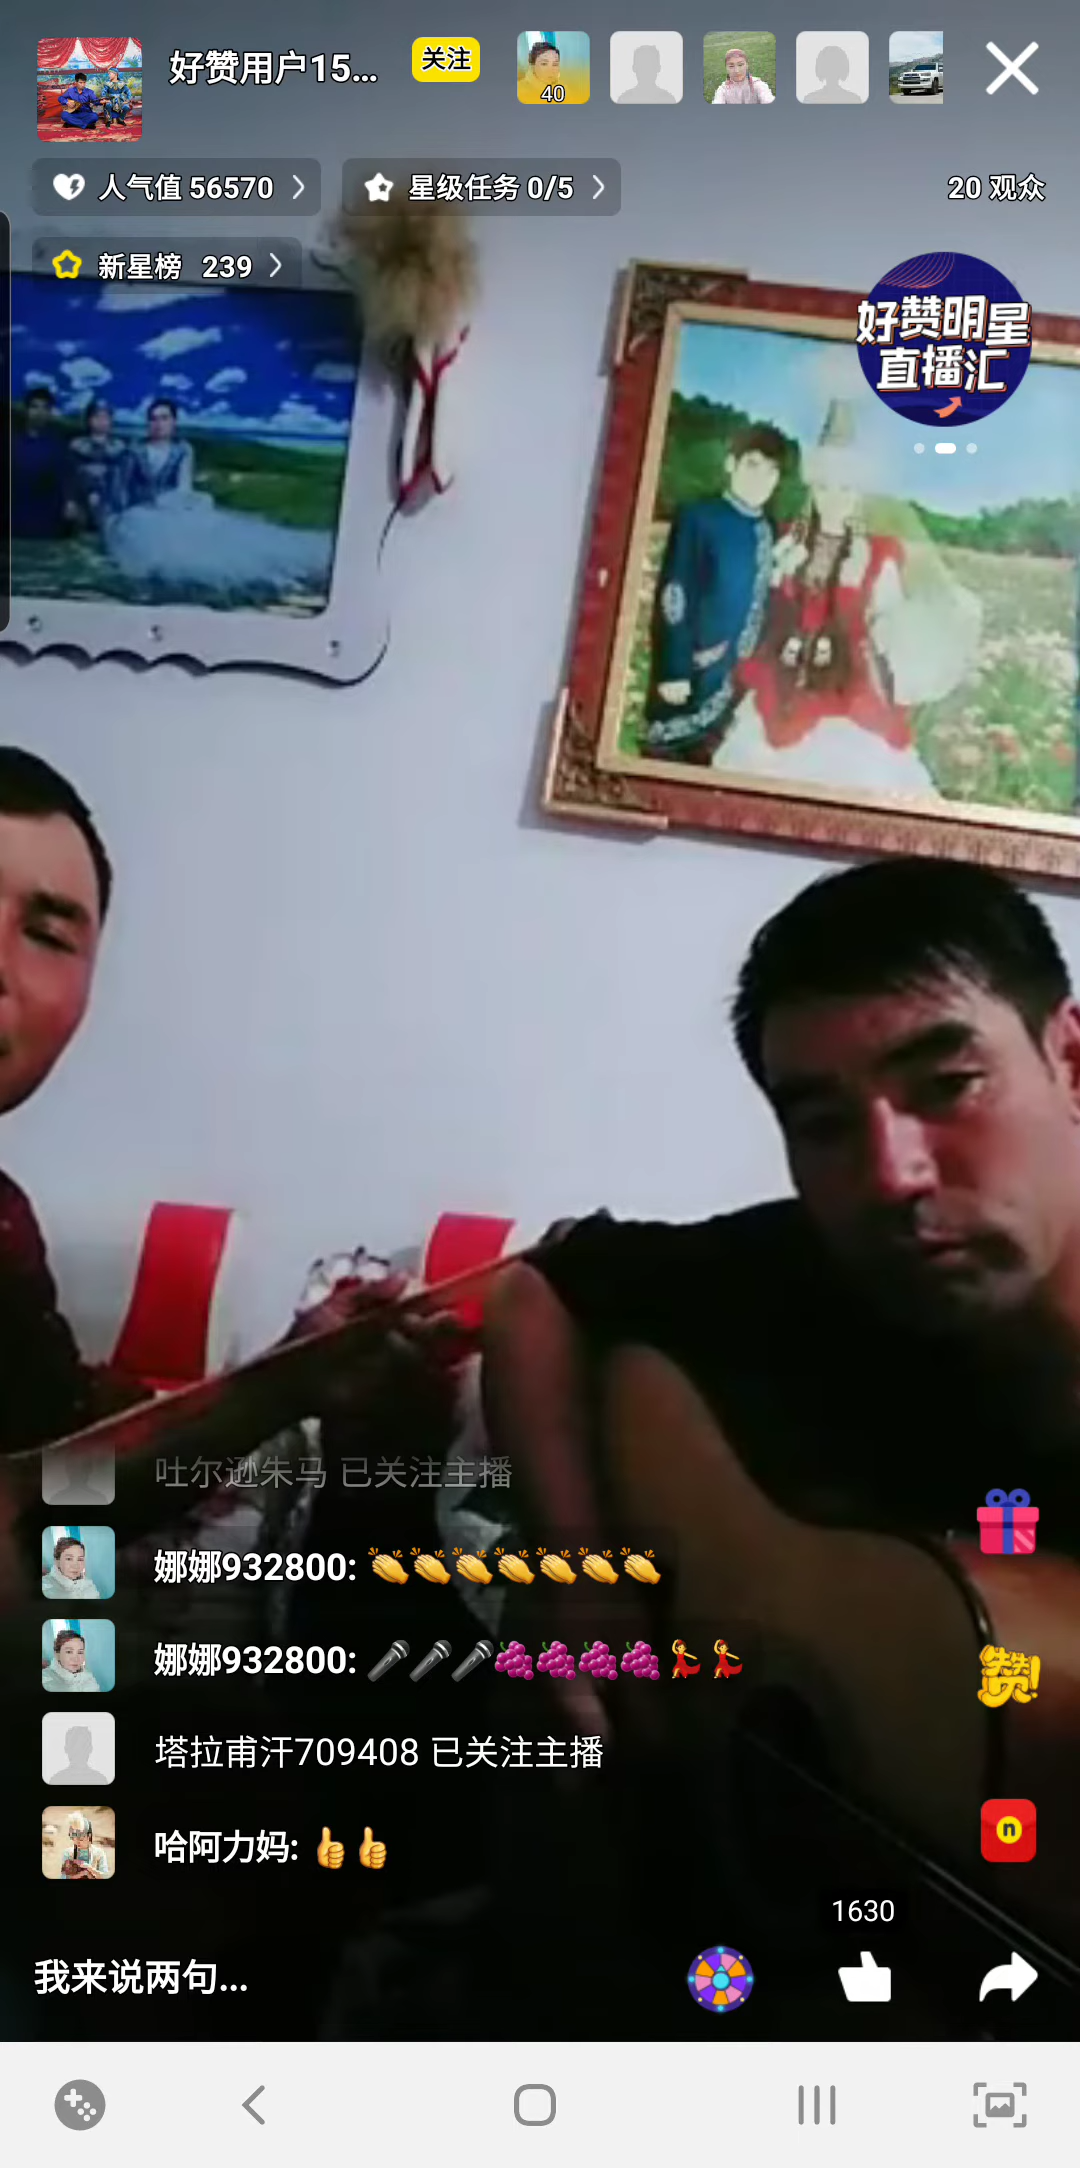 好赞用户15...
关注
40
人气值 56570
星级任务 0/5
20 观众
新星榜 239
好赞明星
直播汇
吐尔逊朱马 已关注主播
娜娜932800: 👏👏👏👏👏👏👏
娜娜932800: 🎤🎤🎤🍇🍇🍇🍇💃💃
塔拉甫汗709408 已关注主播
哈阿力妈: 👍👍
赞!
n
1630
我来说两句...